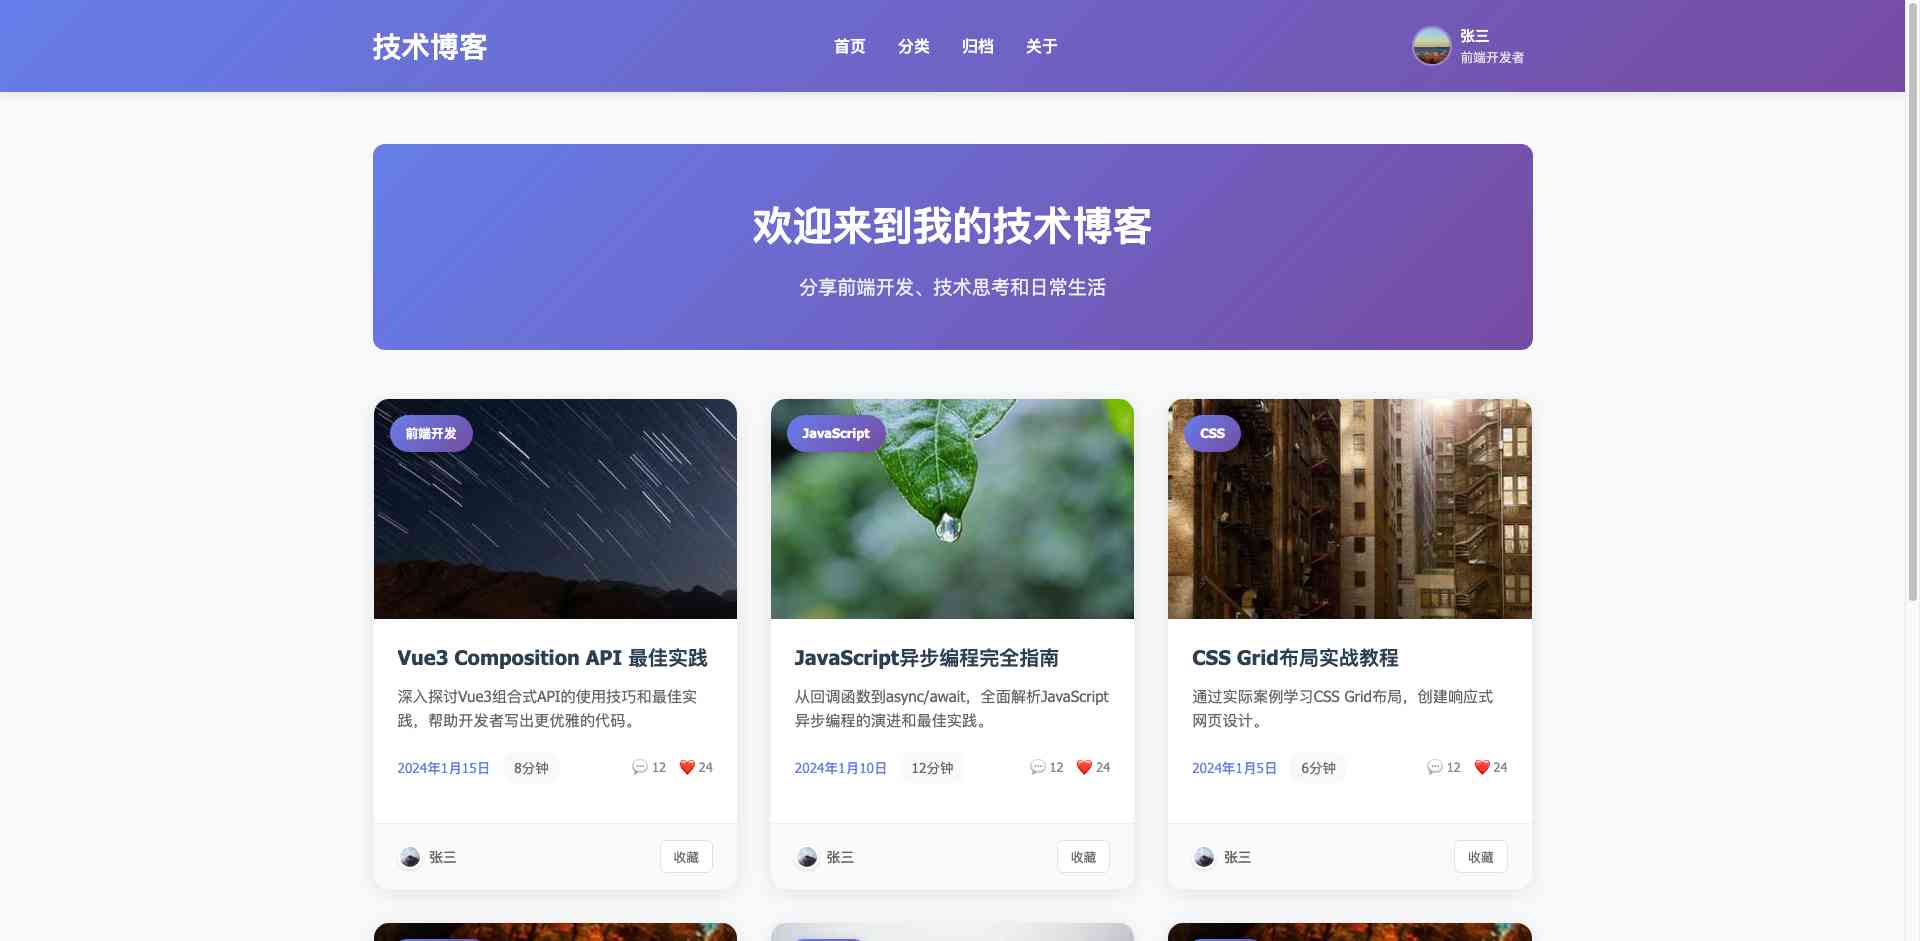 技术博客
首页 分类 归档 关于
张三
前端开发者
欢迎来到我的技术博客
分享前端开发、技术思考和日常生活
前端开发
Vue3 Composition API 最佳实践
深入探讨Vue3组合式API的使用技巧和最佳实
践，帮助开发者写出更优雅的代码。
2024年1月15日 8分钟 12 24
张三 收藏
JavaScript
JavaScript异步编程完全指南
从回调函数到async/await，全面解析JavaScript
异步编程的演进和最佳实践。
2024年1月10日 12分钟 12 24
张三 收藏
CSS
CSS Grid布局实战教程
通过实际案例学习CSS Grid布局，创建响应式
网页设计。
2024年1月5日 6分钟 12 24
张三 收藏